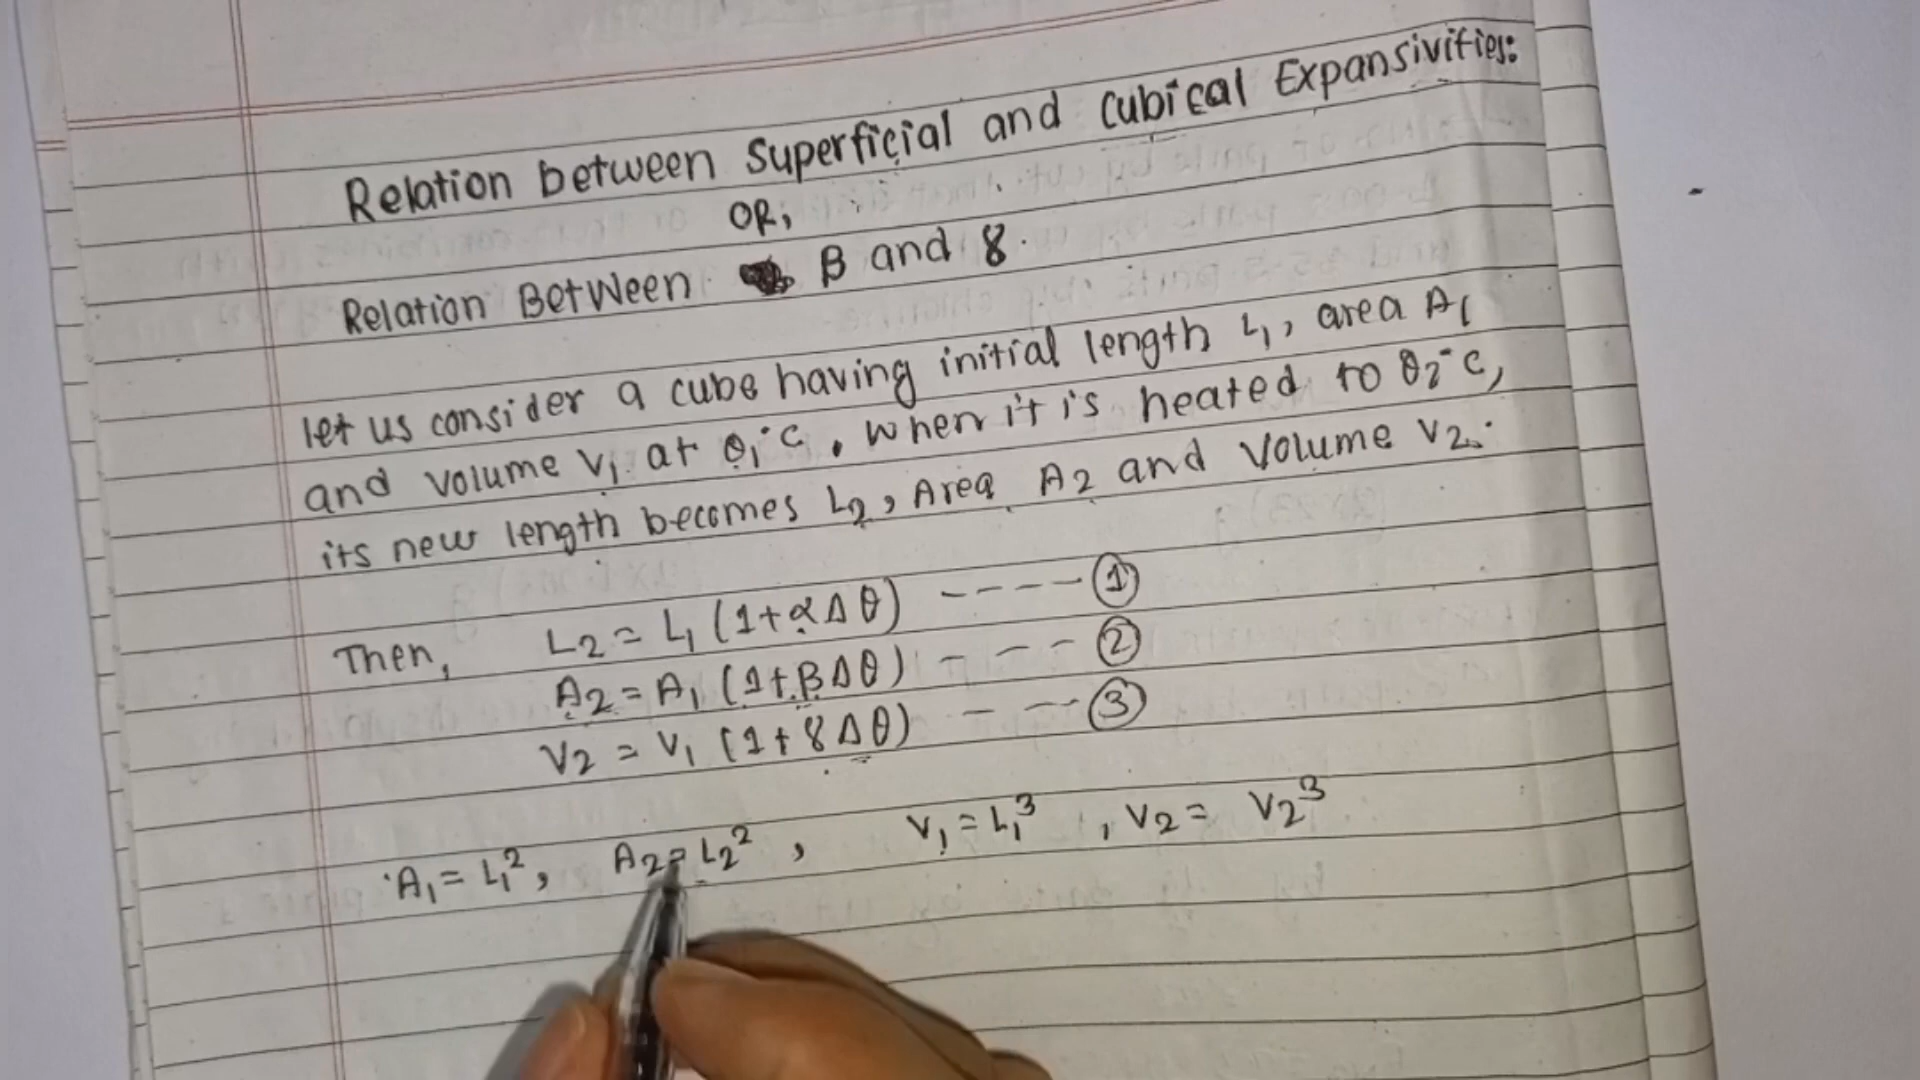 Relation between Superficial and Cubical Expansivities:
OR,
Relation Between β and 8.
let us consider a cube having initial length L₁, area A₁
and volume V₁ at θ₁°C. When it is heated to θ₂°C,
its new length becomes L₂, Area A₂ and Volume V₂.
Then, L₂ = L₁ (1+αΔθ) ---- ①
A₂ = A₁ (1+βΔθ) ---- ②
V₂ = V₁ (1+8Δθ) - -- ③
A₁ = L₁², A₂ = L₂², V₁ = L₁³, V₂ = V₂³